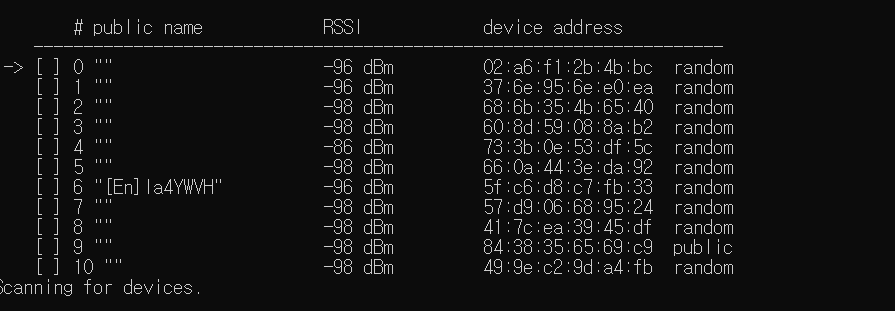 # public name RSSI device address
-> [ ] 0 "" -96 dBm 02:a6:f1:2b:4b:bc random
[ ] 1 "" -96 dBm 37:6e:95:6e:e0:ea random
[ ] 2 "" -98 dBm 68:6b:35:4b:65:40 random
[ ] 3 "" -98 dBm 60:8d:59:08:8a:b2 random
[ ] 4 "" -86 dBm 73:3b:0e:53:df:5c random
[ ] 5 "" -98 dBm 66:0a:44:3e:da:92 random
[ ] 6 "[En]la4YWVH" -96 dBm 5f:c6:d8:c7:fb:33 random
[ ] 7 "" -98 dBm 57:d9:06:68:95:24 random
[ ] 8 "" -98 dBm 41:7c:ea:39:45:df random
[ ] 9 "" -98 dBm 84:38:35:65:69:c9 public
[ ] 10 "" -98 dBm 49:9e:c2:9d:a4:fb random
Scanning for devices.